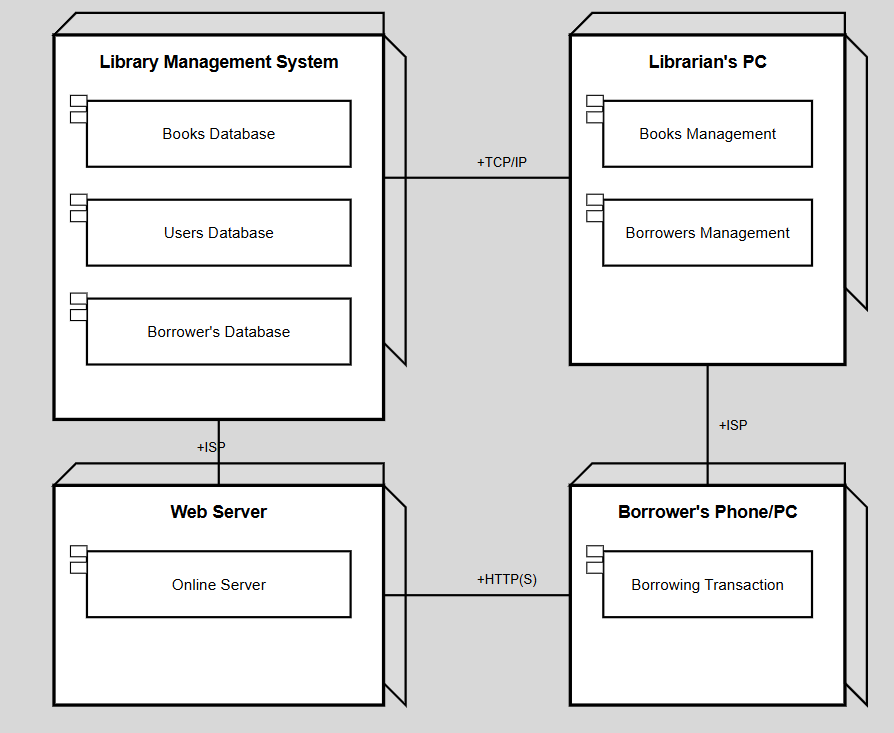 Library Management System
Books Database
Users Database
Borrower's Database
+TCP/IP
Librarian's PC
Books Management
Borrowers Management
+ISP
+ISP
Web Server
Online Server
+HTTP(S)
Borrower's Phone/PC
Borrowing Transaction